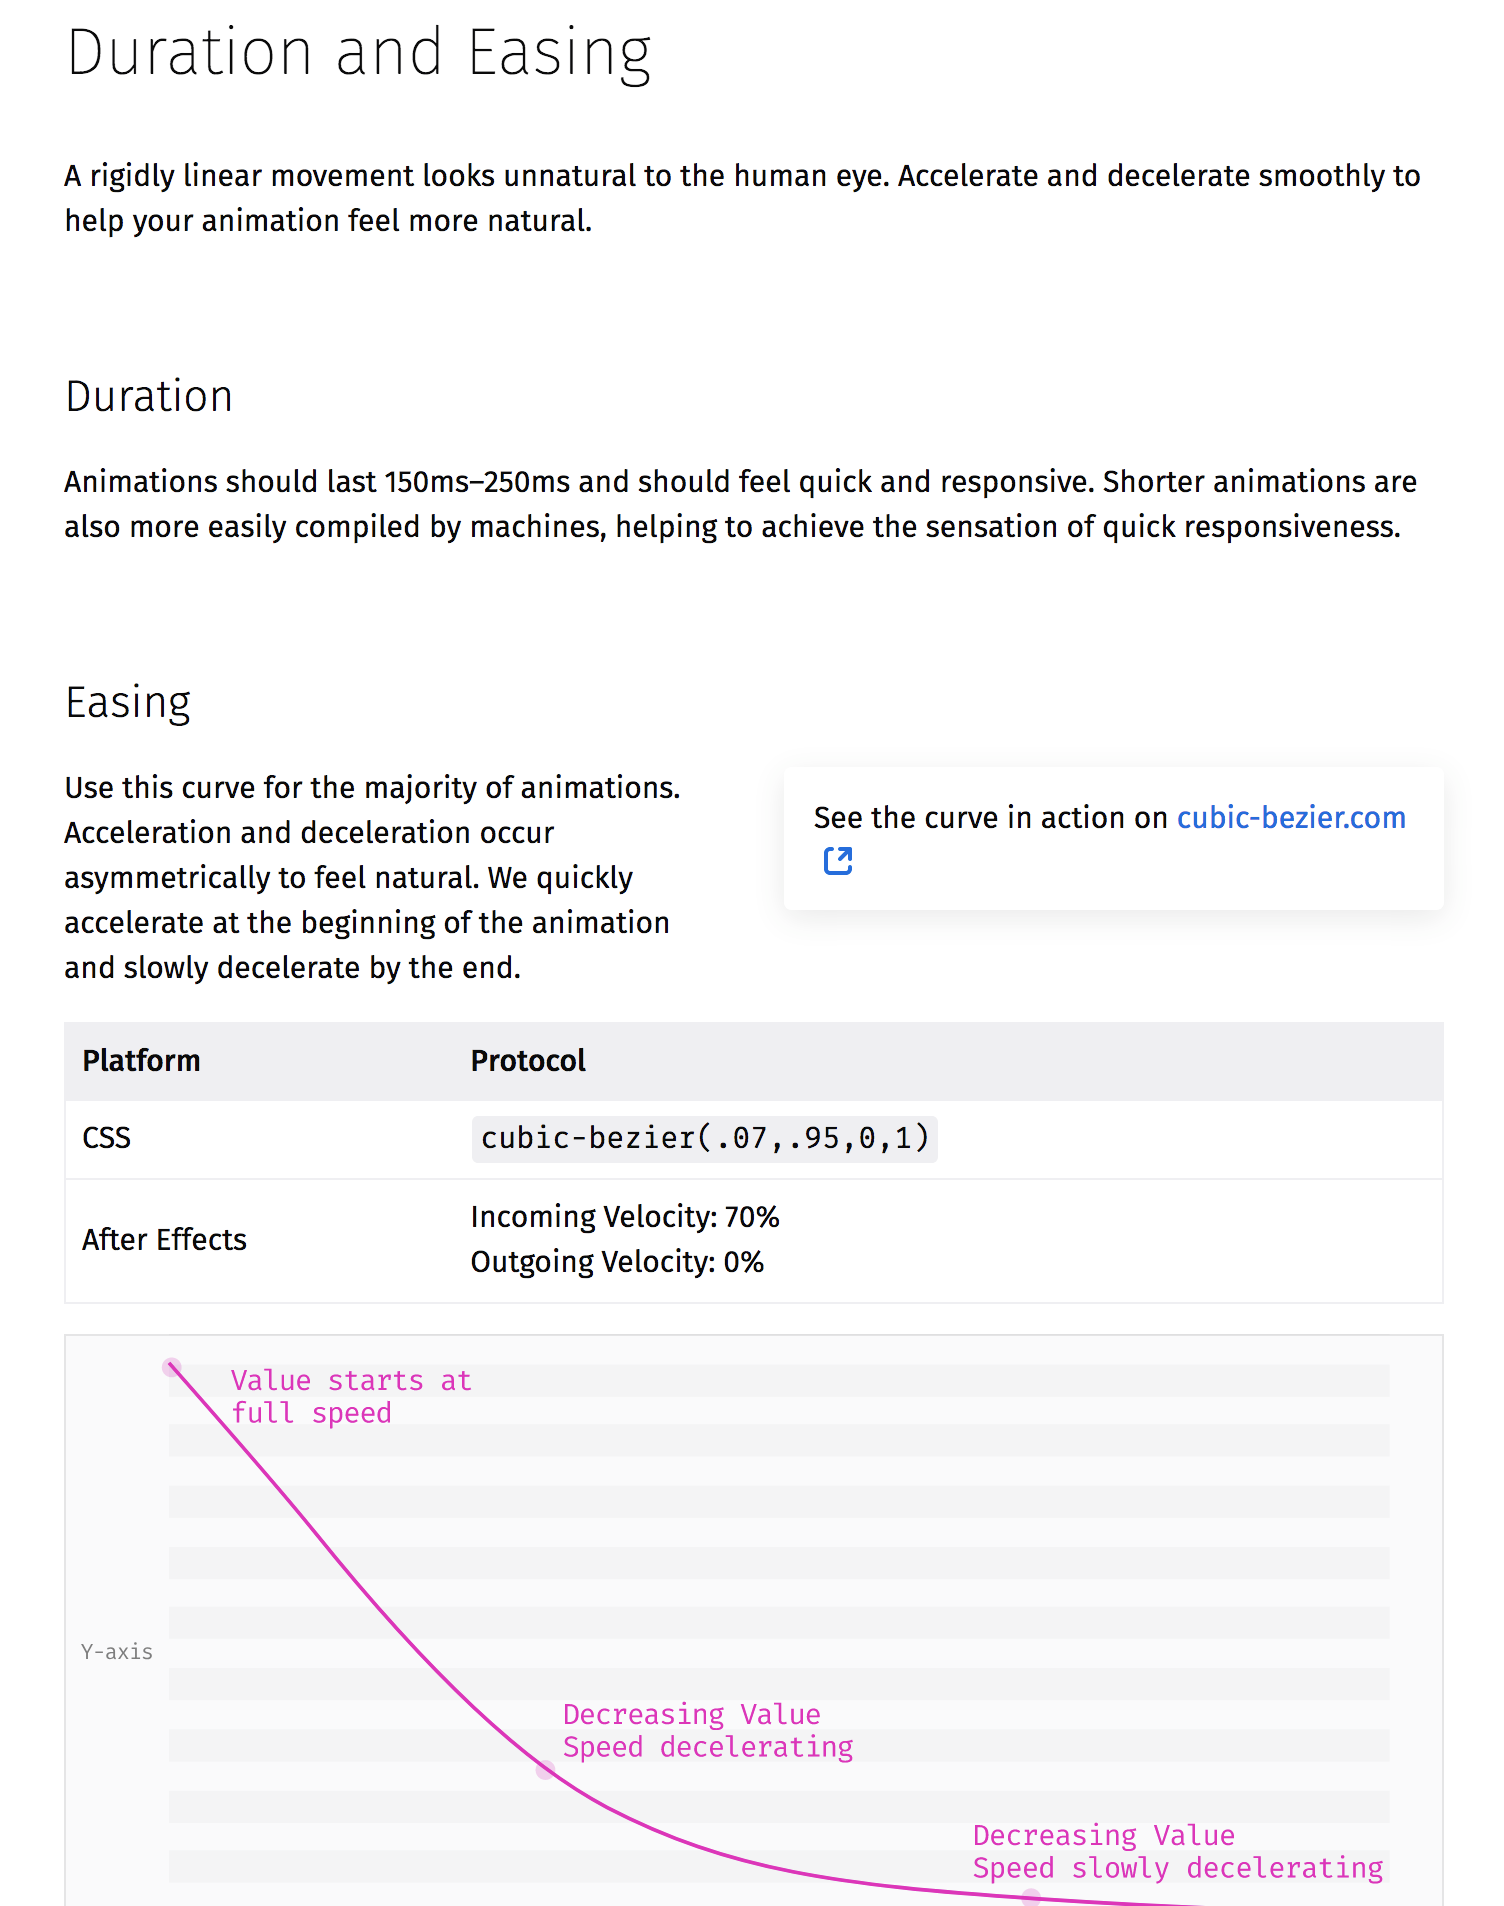 Duration and Easing
A rigidly linear movement looks unnatural to the human eye. Accelerate and decelerate smoothly to
help your animation feel more natural.
Duration
Animations should last 150ms–250ms and should feel quick and responsive. Shorter animations are
also more easily compiled by machines, helping to achieve the sensation of quick responsiveness.
Easing
Use this curve for the majority of animations.
Acceleration and deceleration occur
asymmetrically to feel natural. We quickly
accelerate at the beginning of the animation
and slowly decelerate by the end.
See the curve in action on cubic-bezier.com
Platform Protocol
CSS cubic-bezier(.07,.95,0,1)
After Effects
Incoming Velocity: 70%
Outgoing Velocity: 0%
Value starts at
full speed
Y-axis
Decreasing Value
Speed decelerating
Decreasing Value
Speed slowly decelerating